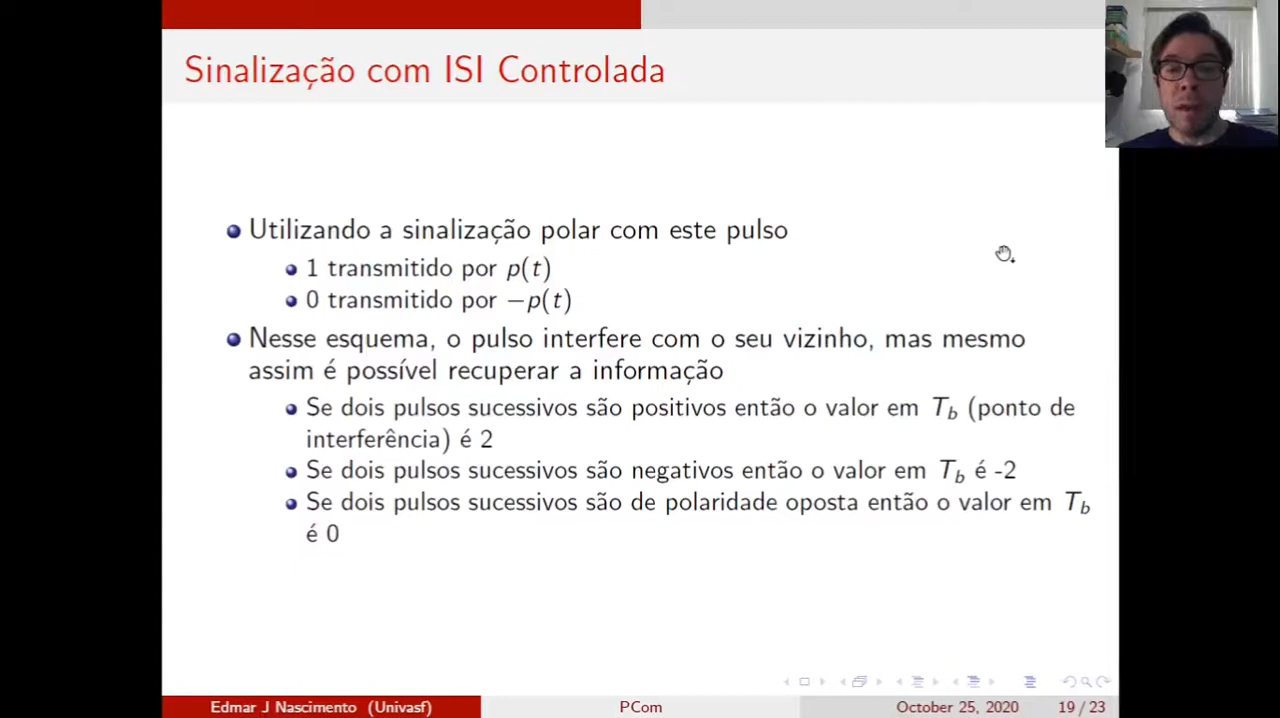 Sinalização com ISI Controlada
Utilizando a sinalização polar com este pulso
1 transmitido por p(t)
0 transmitido por −p(t)
Nesse esquema, o pulso interfere com o seu vizinho, mas mesmo
assim é possível recuperar a informação
Se dois pulsos sucessivos são positivos então o valor em T_b (ponto de
interferência) é 2
Se dois pulsos sucessivos são negativos então o valor em T_b é -2
Se dois pulsos sucessivos são de polaridade oposta então o valor em T_b
é 0
Edmar J Nascimento (Univasf) PCom October 25, 2020 19 / 23